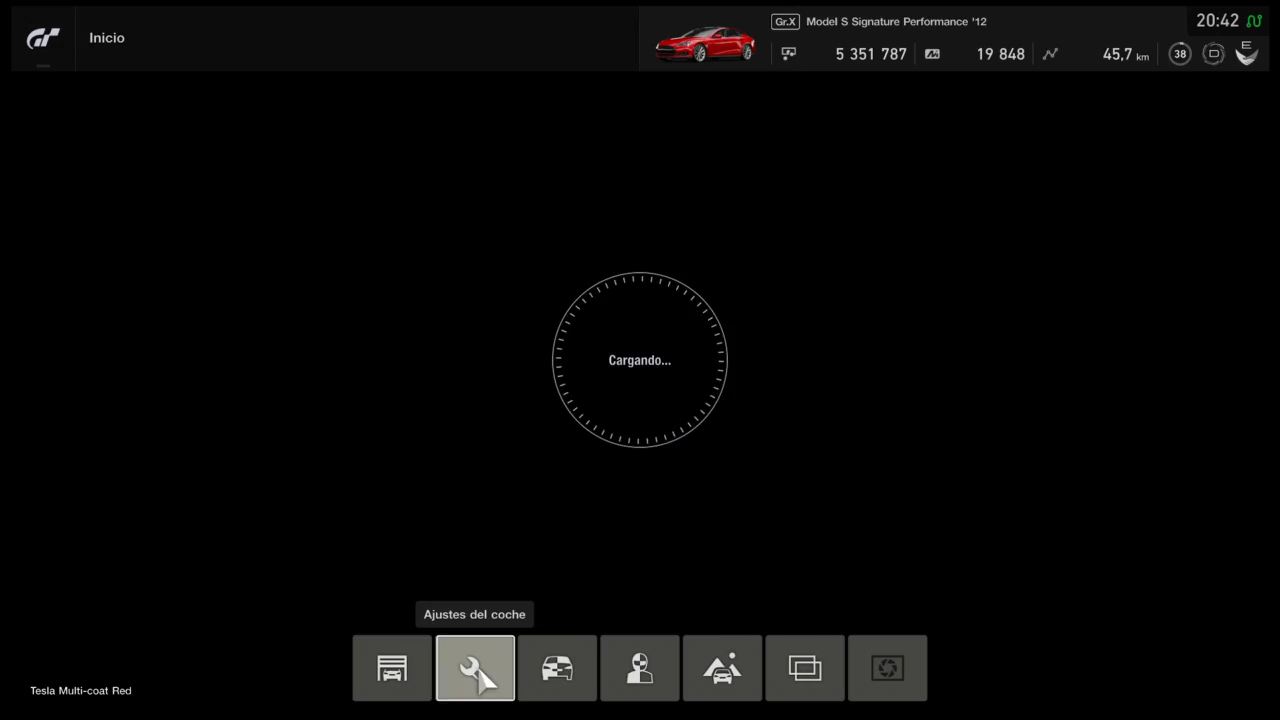 Inicio
Gr.X Model S Signature Performance '12
20:42
5 351 787
19 848
45,7 km
38
E
Cargando...
Ajustes del coche
Tesla Multi-coat Red